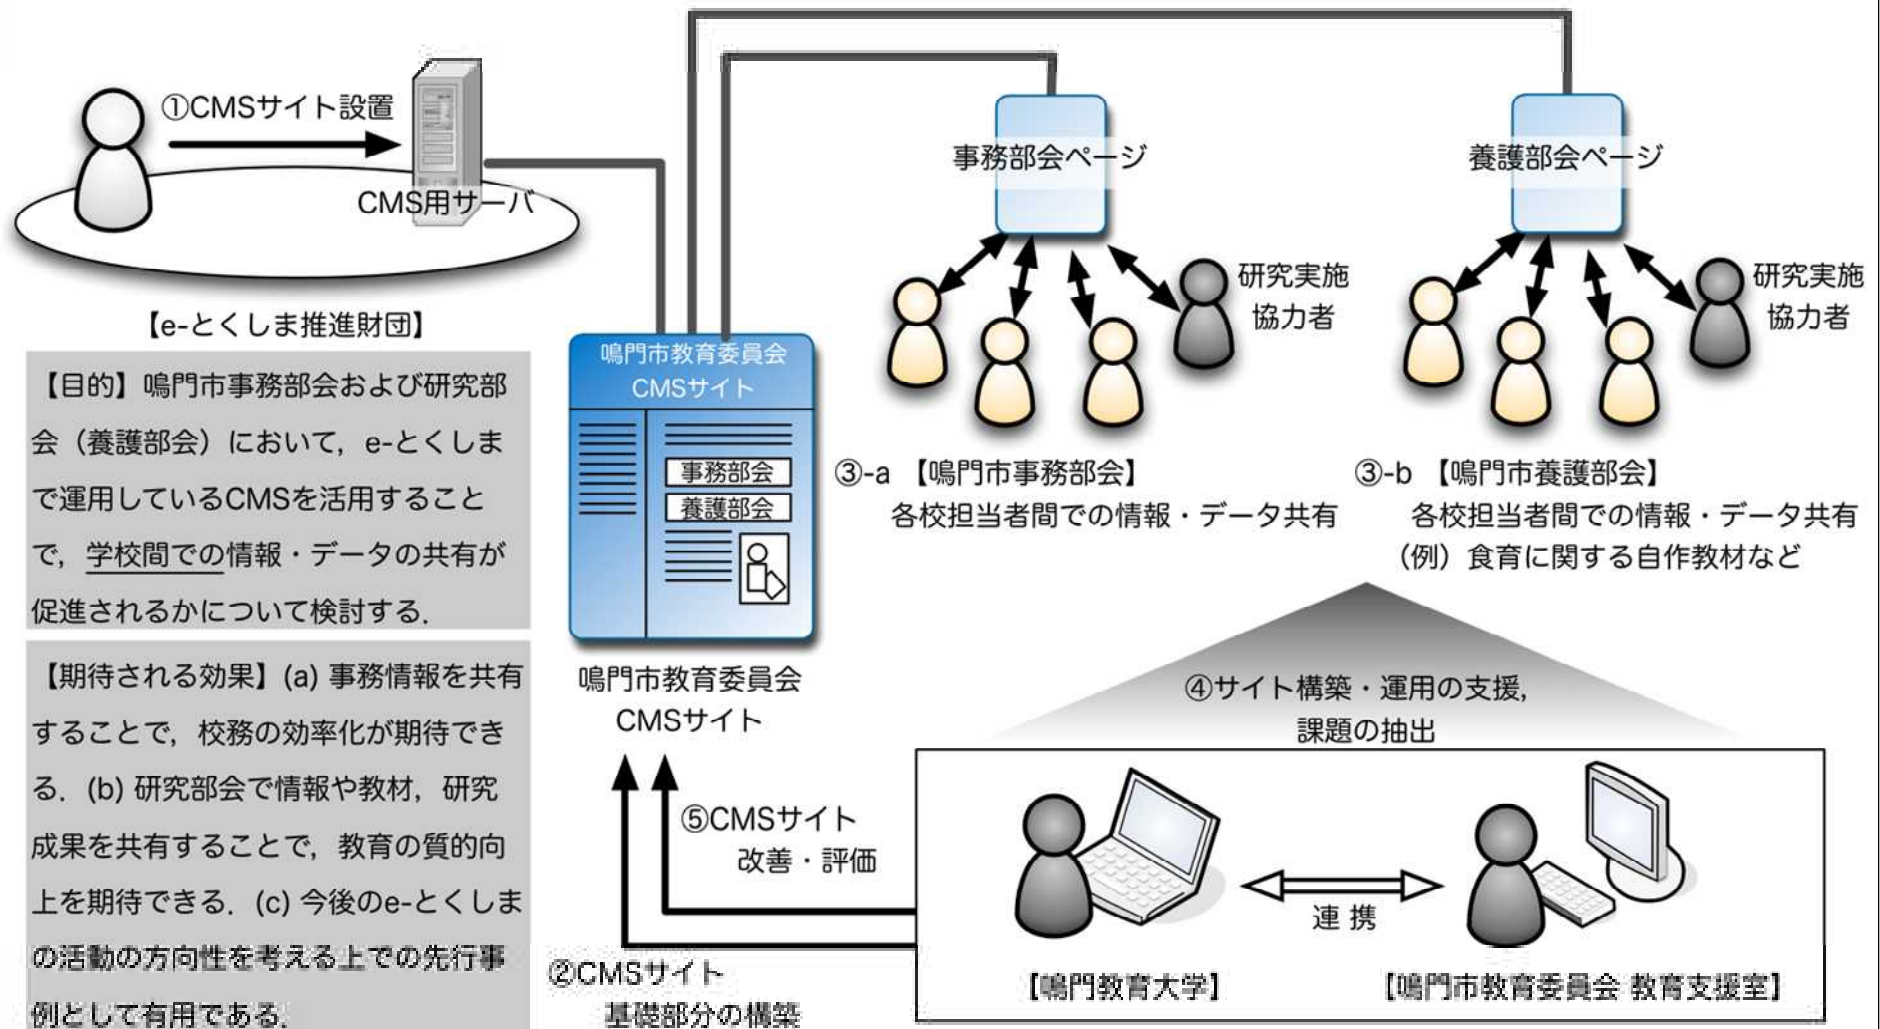 ①CMSサイト設置
CMS用サーバ
【e-とくしま推進財団】
【目的】鳴門市事務部会および研究部
会（養護部会）において，e-とくしま
で運用しているCMSを活用すること
で，学校間での情報・データの共有が
促進されるかについて検討する．
【期待される効果】(a) 事務情報を共有
することで，校務の効率化が期待でき
る．(b) 研究部会で情報や教材，研究
成果を共有することで，教育の質的向
上を期待できる．(c) 今後のe-とくしま
の活動の方向性を考える上での先行事
例として有用である．
鳴門市教育委員会
CMSサイト
事務部会
養護部会
鳴門市教育委員会
CMSサイト
事務部会ページ
研究実施
協力者
③-a 【鳴門市事務部会】
各校担当者間での情報・データ共有
養護部会ページ
研究実施
協力者
③-b 【鳴門市養護部会】
各校担当者間での情報・データ共有
（例）食育に関する自作教材など
④サイト構築・運用の支援，
課題の抽出
⑤CMSサイト
改善・評価
②CMSサイト
基礎部分の構築
連 携
【鳴門教育大学】
【鳴門市教育委員会 教育支援室】